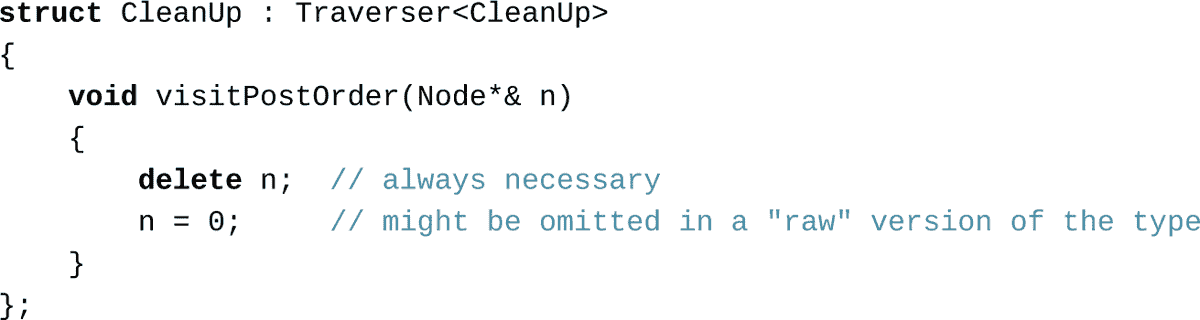 struct CleanUp : Traverser<CleanUp>
{
    void visitPostOrder(Node*& n)
    {
        delete n;  // always necessary
        n = 0;     // might be omitted in a "raw" version of the type
    }
};